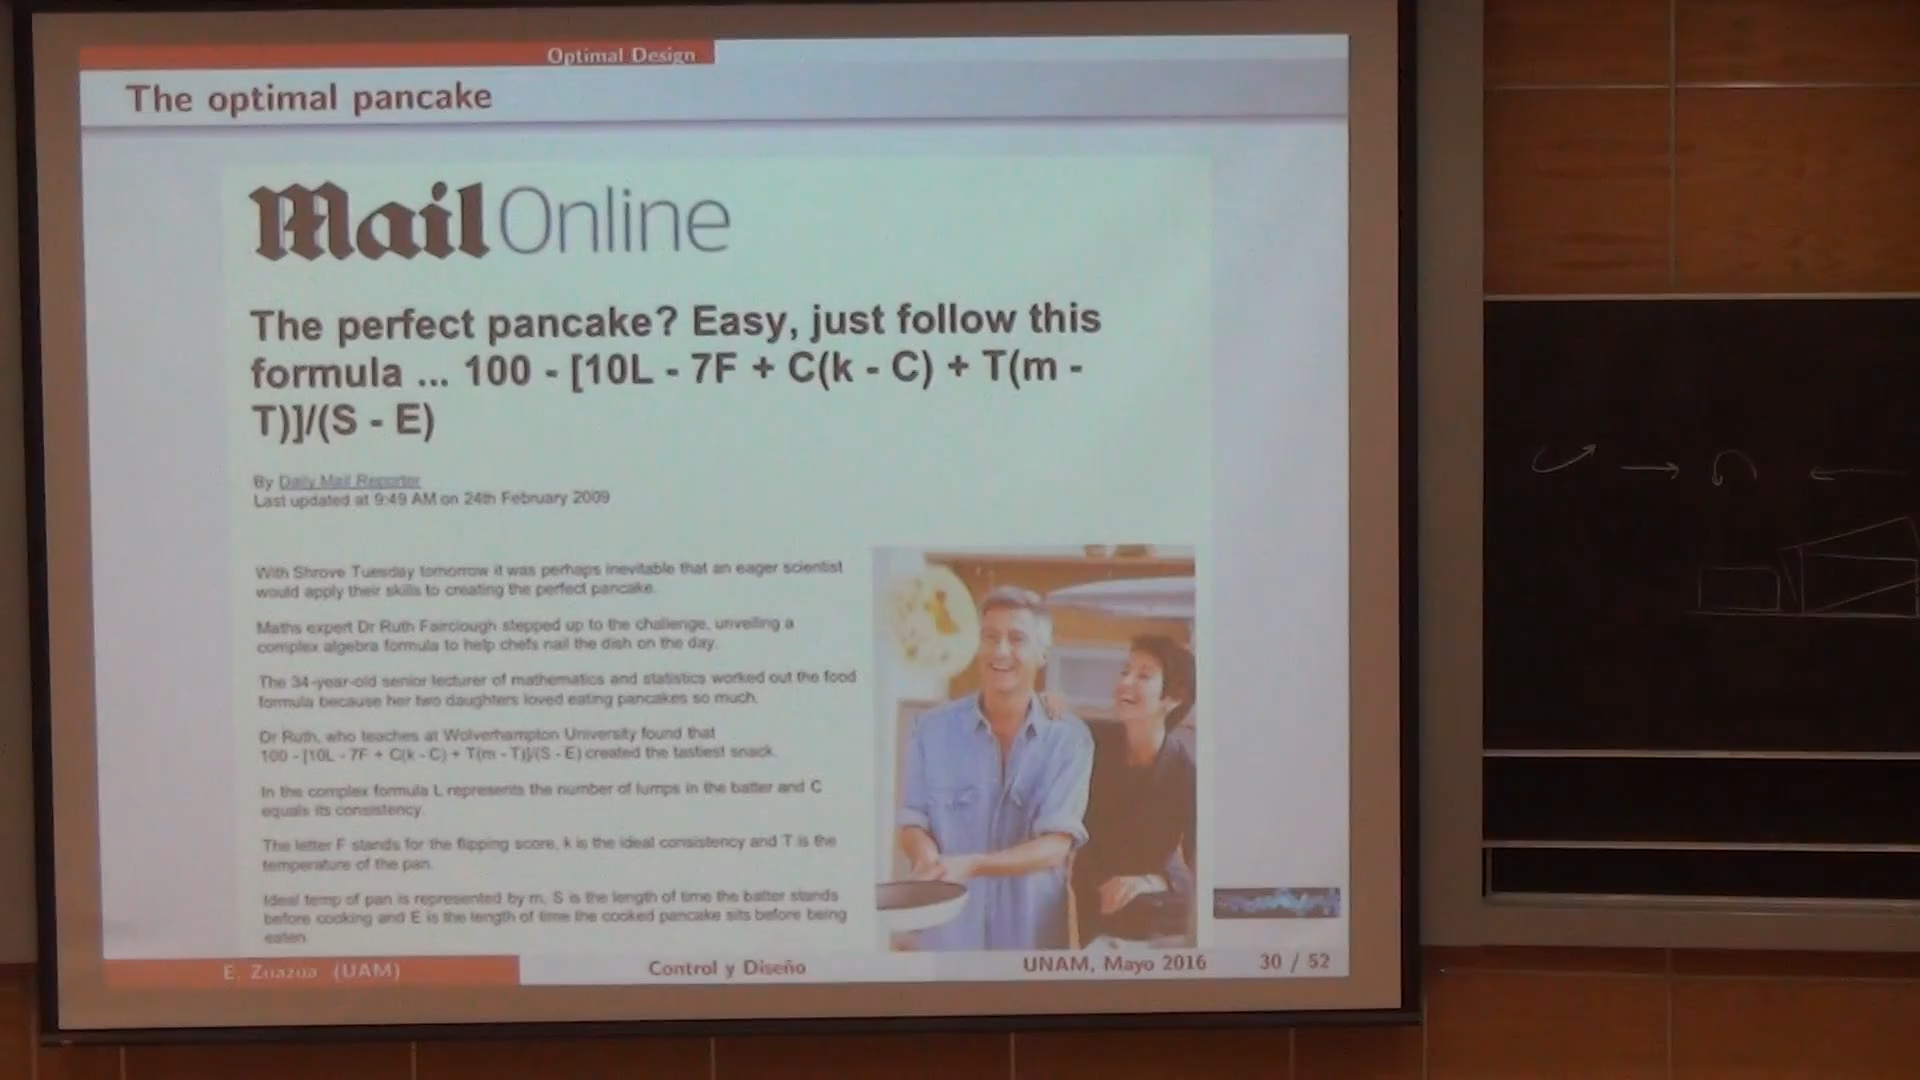 Optimal Design
The optimal pancake
Mail Online
The perfect pancake? Easy, just follow this
formula ... 100 - [10L - 7F + C(k - C) + T(m -
T)]/(S - E)
By Daily Mail Reporter
Last updated at 9:49 AM on 24th February 2009
With Shrove Tuesday tomorrow it was perhaps inevitable that an eager scientist
would apply their skills to creating the perfect pancake.
Maths expert Dr Ruth Fairclough stepped up to the challenge, unveiling a
complex algebra formula to help chefs nail the dish on the day.
The 34-year-old senior lecturer of mathematics and statistics worked out the food
formula because her two daughters loved eating pancakes so much.
Dr Ruth, who teaches at Wolverhampton University found that
100 - [10L - 7F + C(k - C) + T(m - T)]/(S - E) created the tastiest snack.
In the complex formula L represents the number of lumps in the batter and C
equals its consistency.
The letter F stands for the flipping score, k is the ideal consistency and T is the
temperature of the pan.
Ideal temp of pan is represented by m, S is the length of time the batter stands
before cooking and E is the length of time the cooked pancake sits before being
eaten.
E. Zuazua (UAM)
Control y Diseño
UNAM, Mayo 2016
30 / 52